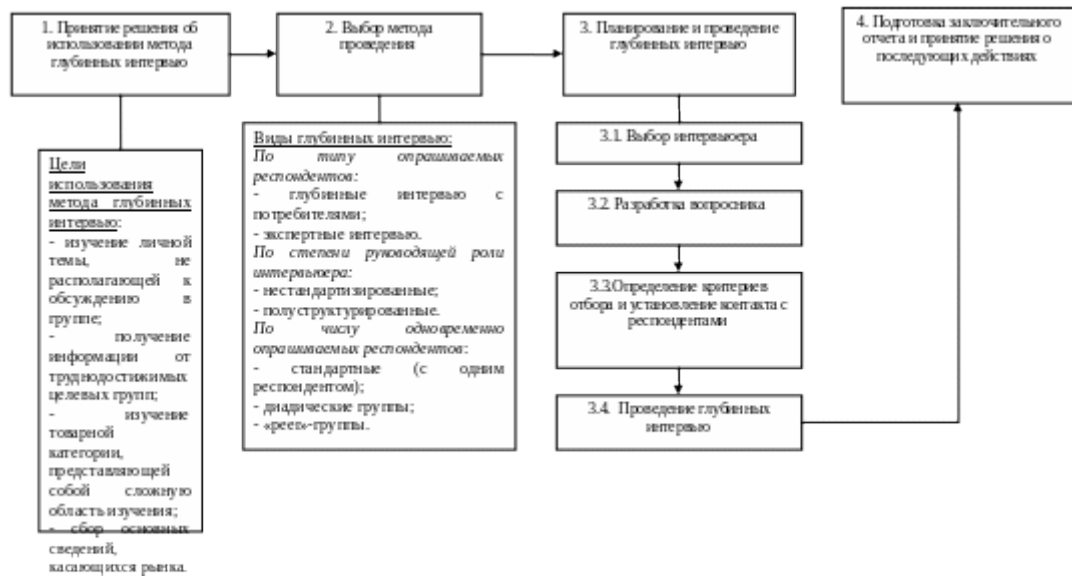 1. Принятие решения об
использовании метода
глубинных интервью
2. Выбор метода
проведения
3. Планирование и проведение
глубинных интервью
4. Подготовка заключительного
отчета и принятие решения о
последующих действиях
Цели
использования
метода глубинных
интервью:
- изучение личной
темы, не
располагающей к
обсуждению в
группе;
- получение
информации от
труднодостижимых
целевых групп;
- изучение
товарной
категории,
представляющей
собой сложную
область изучения;
- сбор основных
сведений,
касающихся рынка.
Виды глубинных интервью:
По типу опрашиваемых
респондентов:
- глубинные интервью с
потребителями;
- экспертные интервью.
По степени руководящей роли
интервьюера:
- нестандартизированные;
- полуструктурированные.
По числу одновременно
опрашиваемых респондентов:
- стандартные (с одним
респондентом);
- диадические группы;
- «peer»-группы.
3.1. Выбор интервьюера
3.2. Разработка вопросника
3.3.Определение критериев
отбора и установление контакта с
респондентами
3.4. Проведение глубинных
интервью